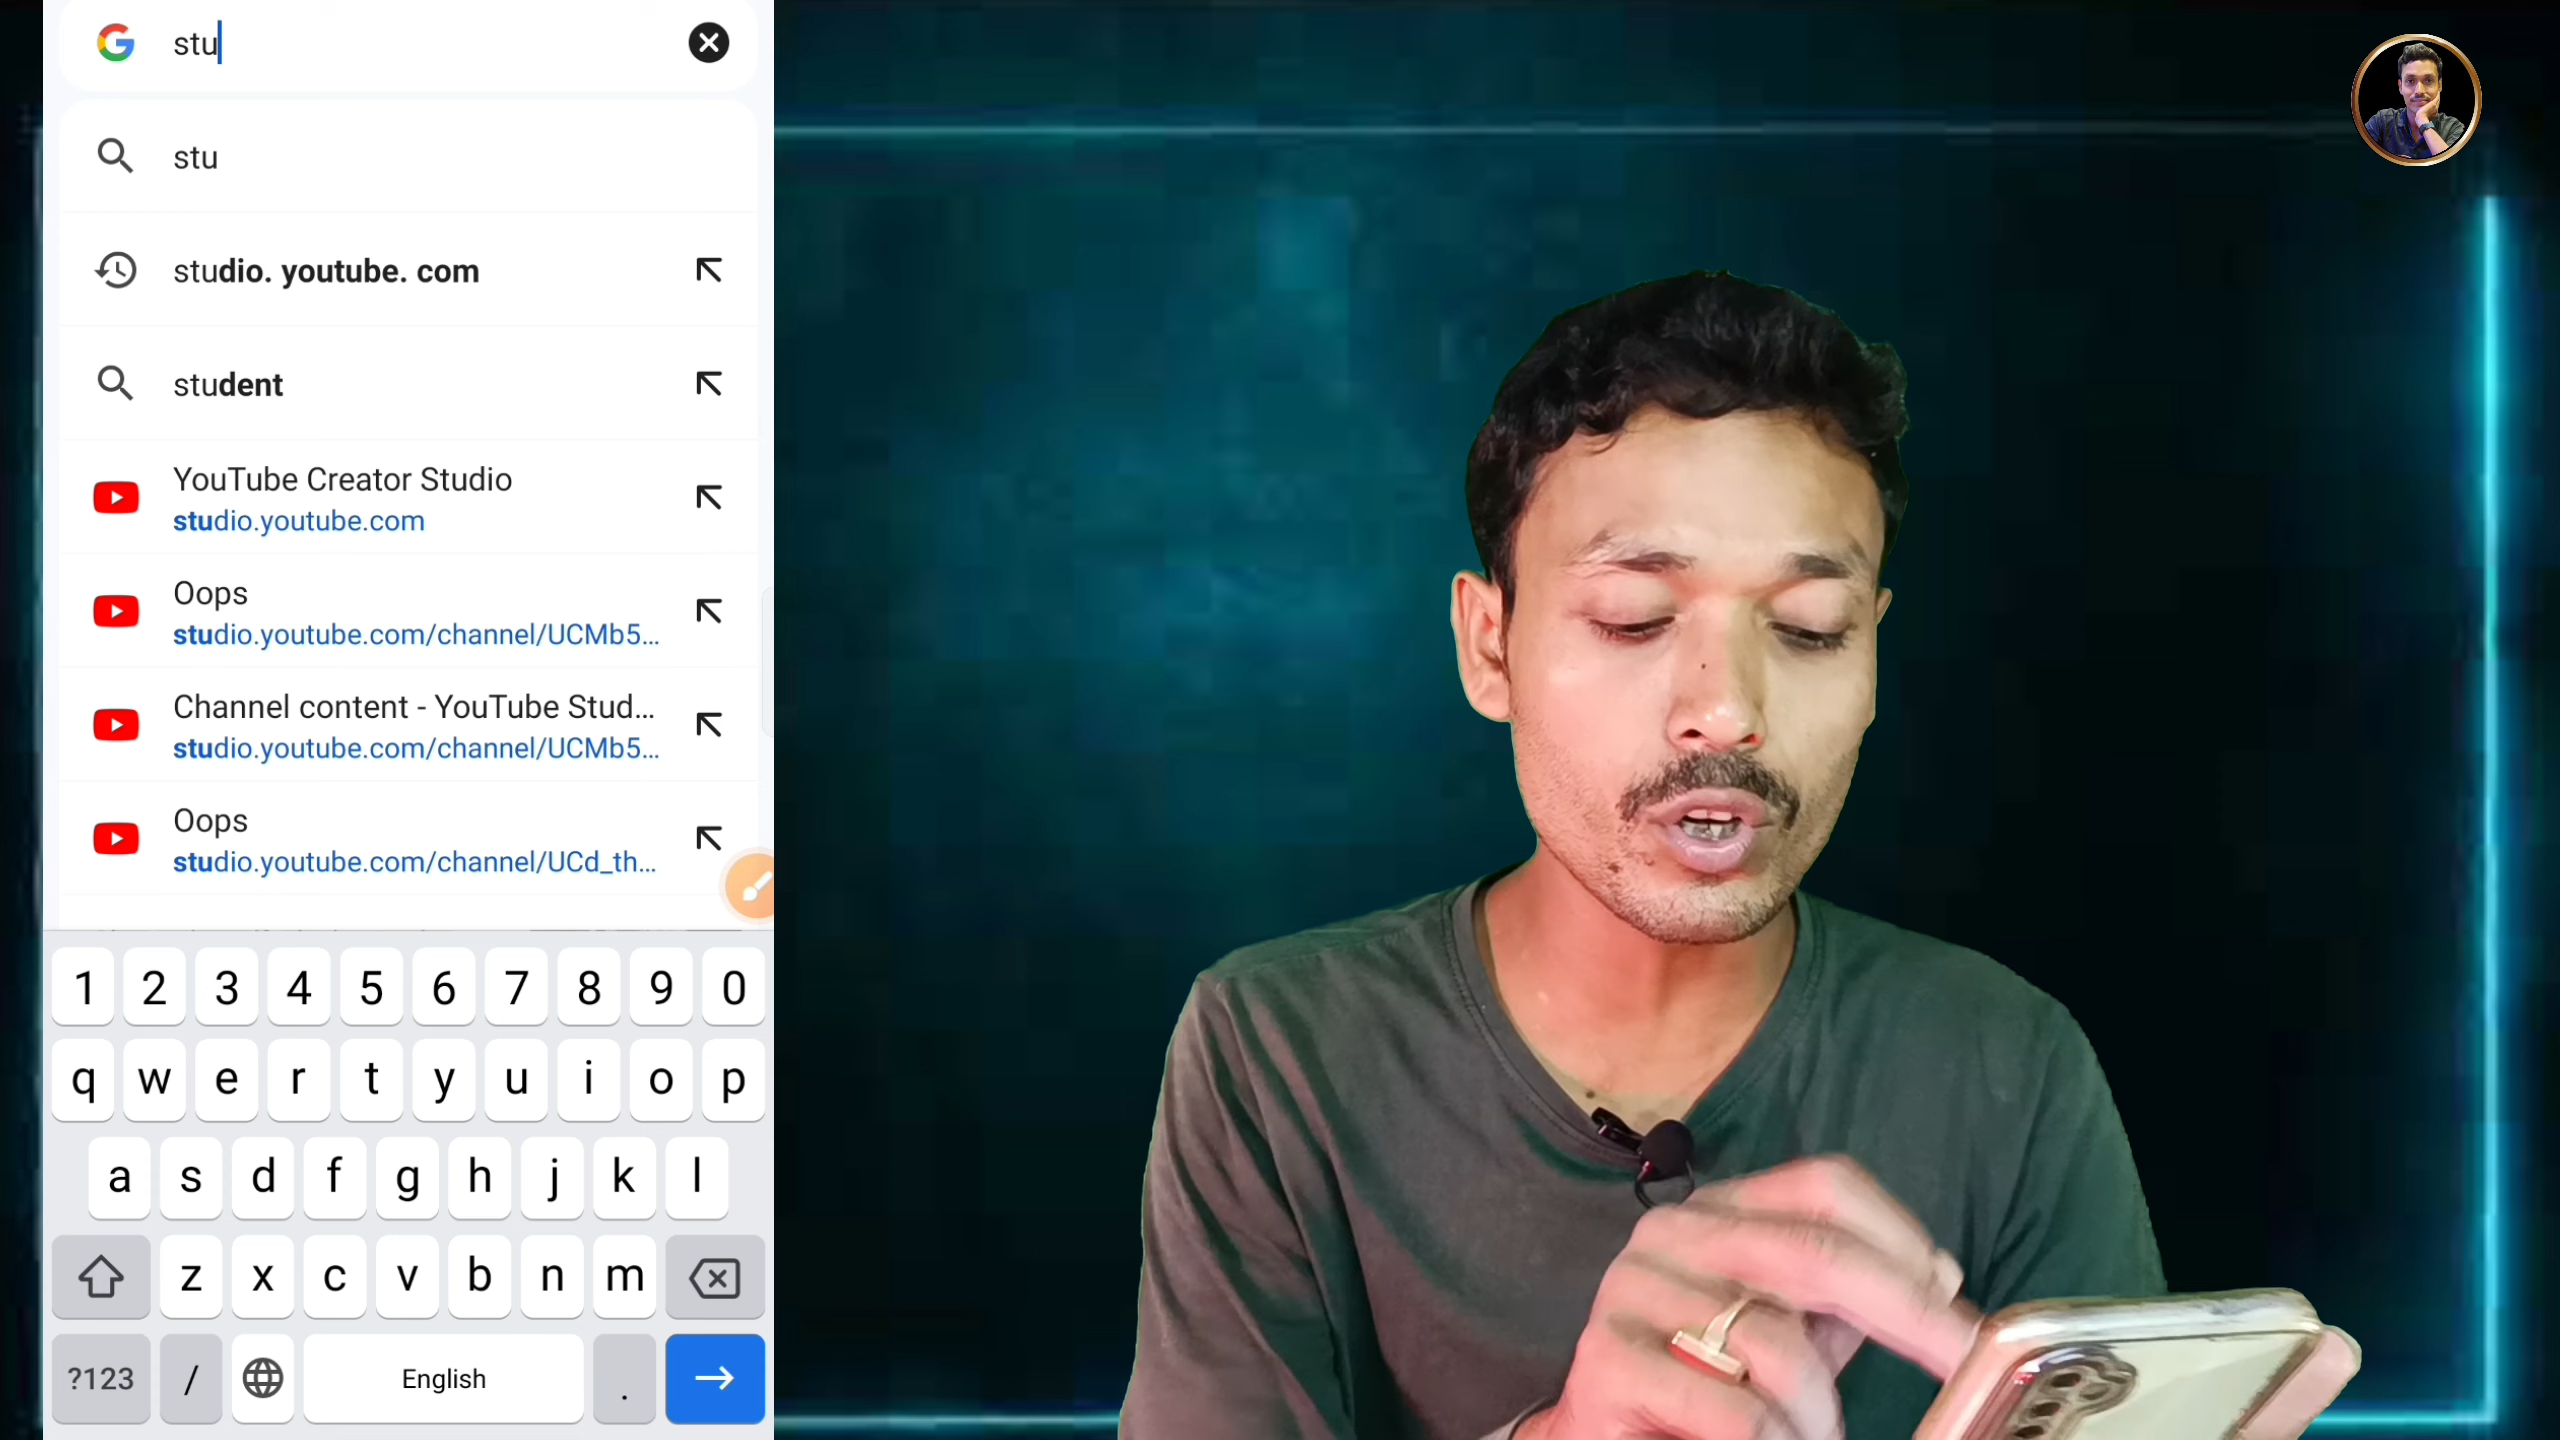 stu
stu
studio. youtube. com
student
YouTube Creator Studio
studio.youtube.com
Oops
studio.youtube.com/channel/UCMb5...
Channel content - YouTube Stud...
studio.youtube.com/channel/UCMb5...
Oops
studio.youtube.com/channel/UCd_th...
1 2 3 4 5 6 7 8 9 0
q w e r t y u i o p
a s d f g h j k l
z x c v b n m
?123 / English .